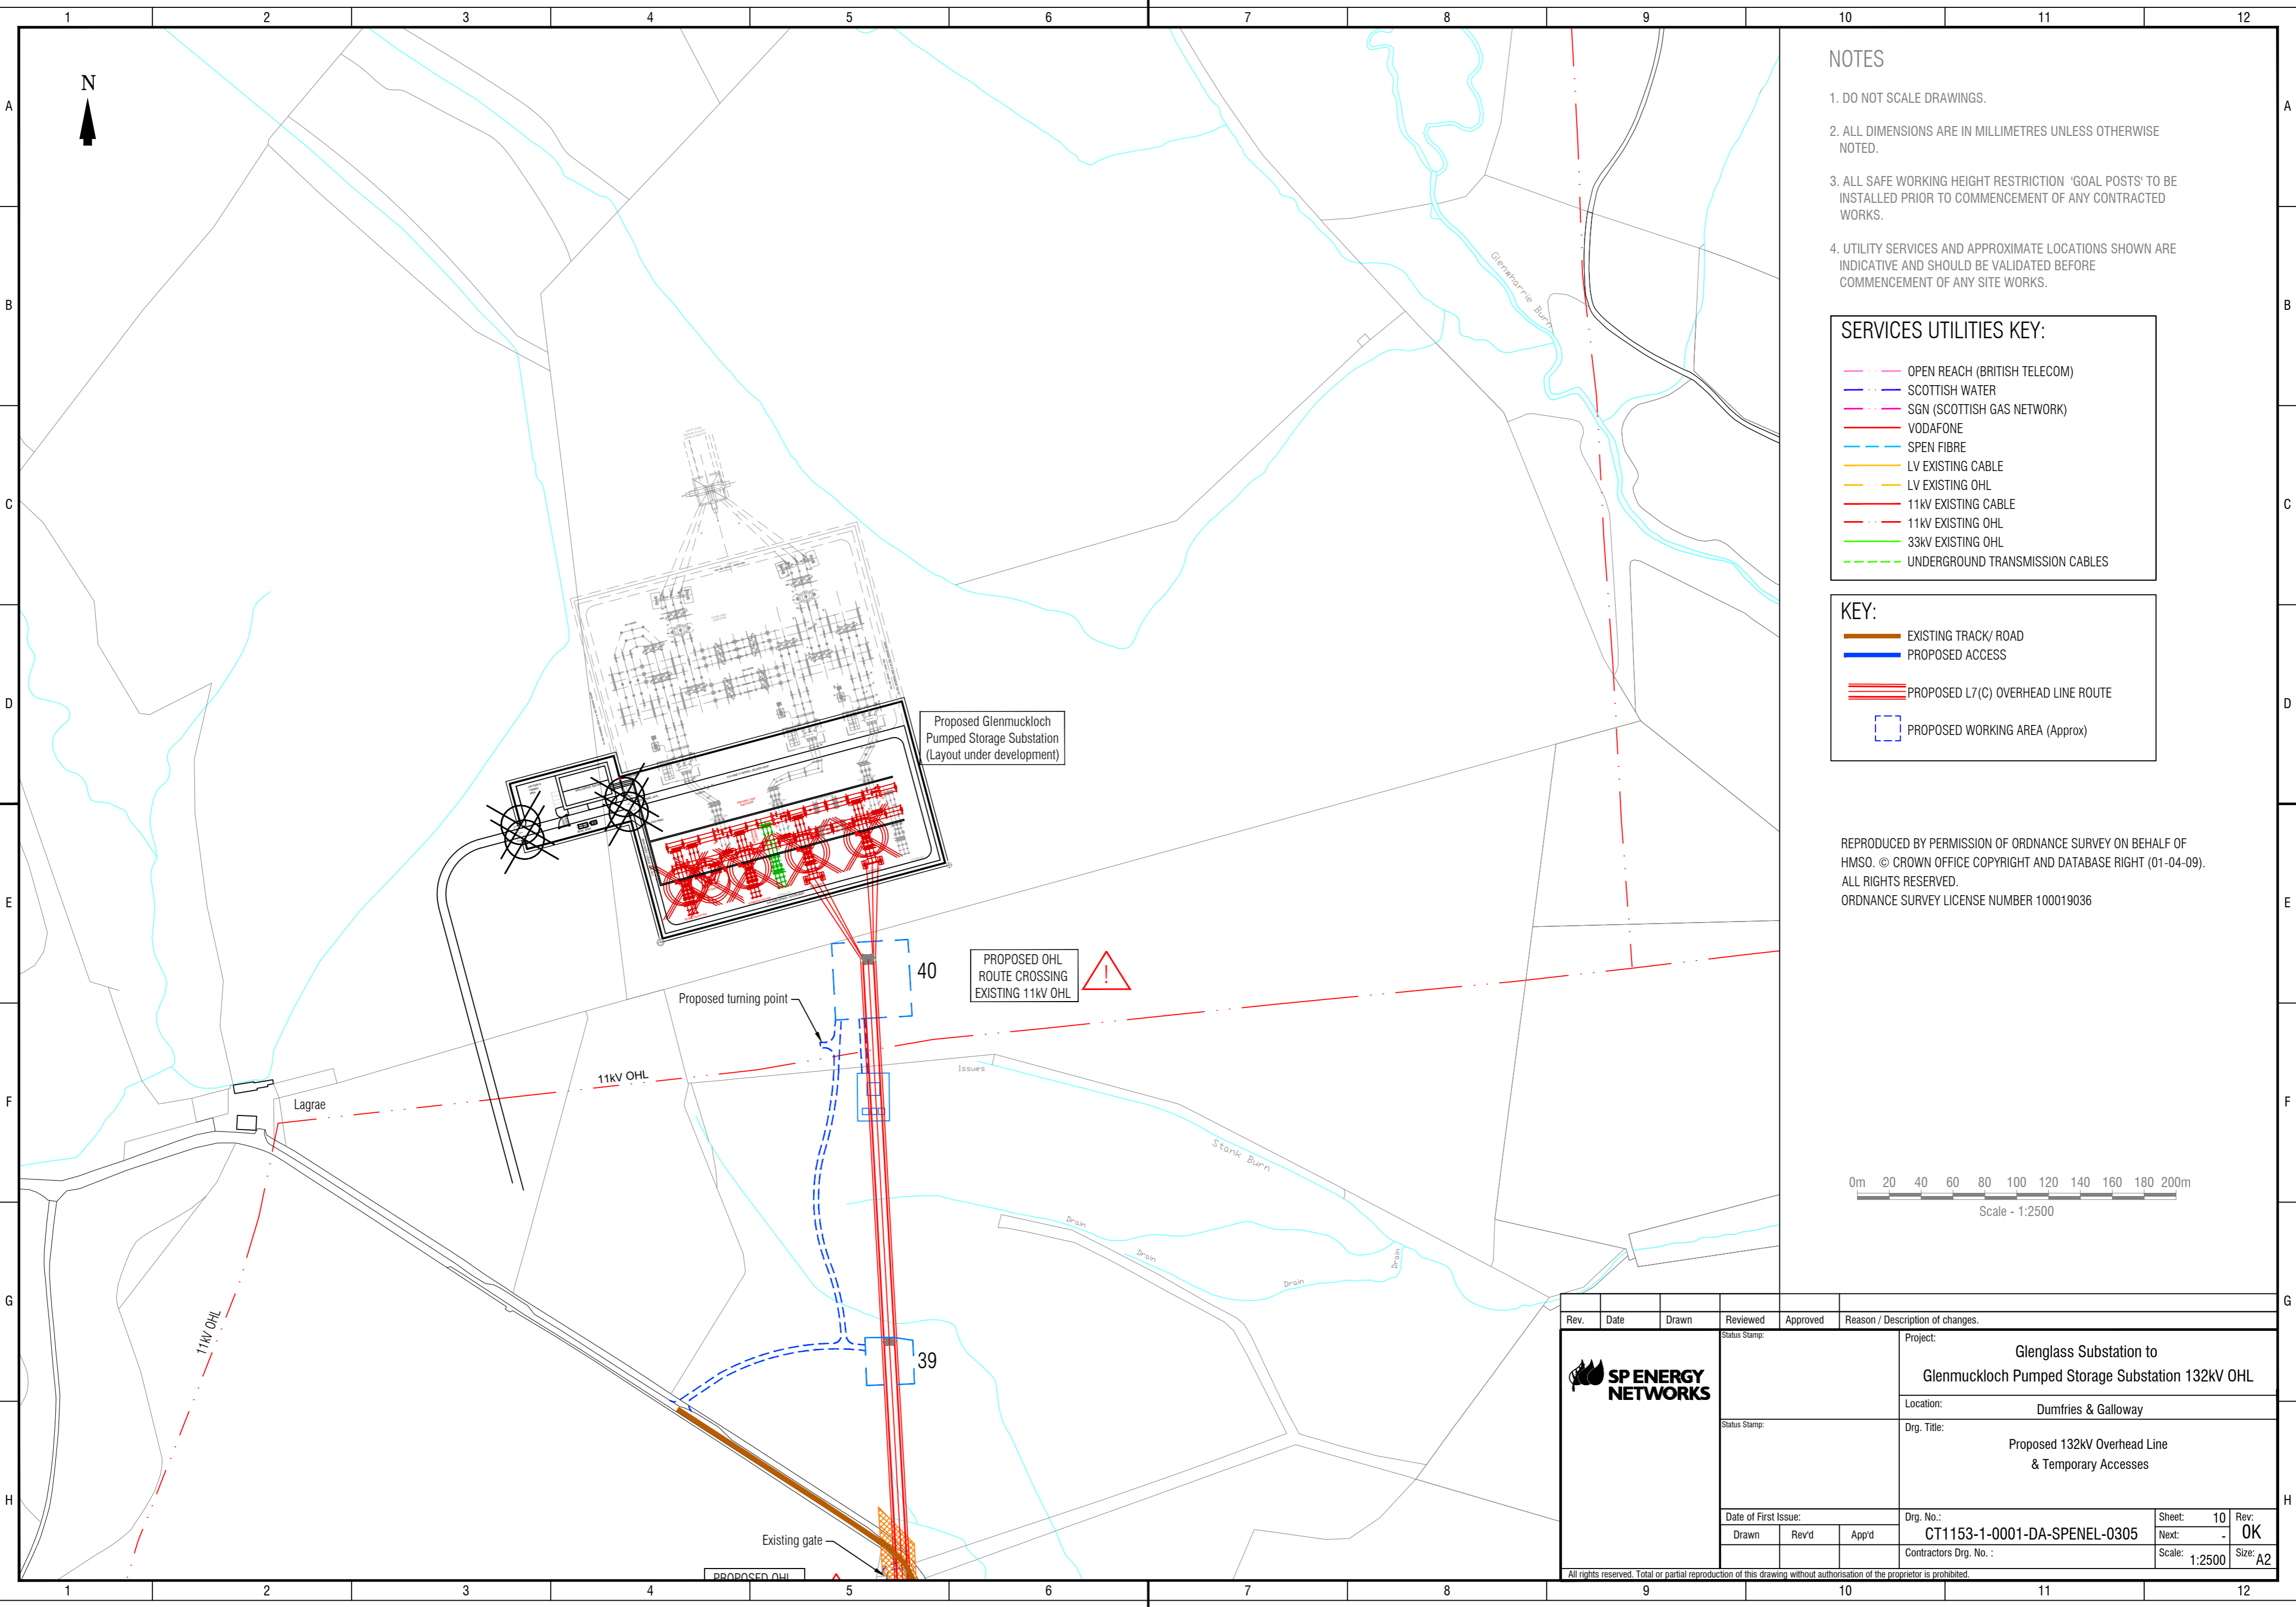 1 2 3 4 5 6 7 8 9 10 11 12
A A
B B
C C
D D
E E
F F
G G
H H
N
Glenwharrie Burn
Proposed Glenmuckloch
Pumped Storage Substation
(Layout under development)
40
PROPOSED OHL
ROUTE CROSSING
EXISTING 11kV OHL
!
Proposed turning point
11kV OHL
Issues
Lagrae
Stank Burn
Drain
Drain
Drain
Drain
11kV OHL
39
Existing gate
PROPOSED OHL
NOTES
1. DO NOT SCALE DRAWINGS.
2. ALL DIMENSIONS ARE IN MILLIMETRES UNLESS OTHERWISE
NOTED.
3. ALL SAFE WORKING HEIGHT RESTRICTION 'GOAL POSTS' TO BE
INSTALLED PRIOR TO COMMENCEMENT OF ANY CONTRACTED
WORKS.
4. UTILITY SERVICES AND APPROXIMATE LOCATIONS SHOWN ARE
INDICATIVE AND SHOULD BE VALIDATED BEFORE
COMMENCEMENT OF ANY SITE WORKS.
SERVICES UTILITIES KEY:
OPEN REACH (BRITISH TELECOM)
SCOTTISH WATER
SGN (SCOTTISH GAS NETWORK)
VODAFONE
SPEN FIBRE
LV EXISTING CABLE
LV EXISTING OHL
11kV EXISTING CABLE
11kV EXISTING OHL
33kV EXISTING OHL
UNDERGROUND TRANSMISSION CABLES
KEY:
EXISTING TRACK/ ROAD
PROPOSED ACCESS
PROPOSED L7(C) OVERHEAD LINE ROUTE
PROPOSED WORKING AREA (Approx)
REPRODUCED BY PERMISSION OF ORDNANCE SURVEY ON BEHALF OF
HMSO. © CROWN OFFICE COPYRIGHT AND DATABASE RIGHT (01-04-09).
ALL RIGHTS RESERVED.
ORDNANCE SURVEY LICENSE NUMBER 100019036
0m 20 40 60 80 100 120 140 160 180 200m
Scale - 1:2500
Rev. Date Drawn Reviewed Approved Reason / Description of changes.
SP ENERGY
NETWORKS
Status Stamp:
Status Stamp:
Project:
Glenglass Substation to
Glenmuckloch Pumped Storage Substation 132kV OHL
Location: Dumfries & Galloway
Drg. Title:
Proposed 132kV Overhead Line
& Temporary Accesses
Date of First Issue:
Drawn Rev'd App'd
Drg. No.:
CT1153-1-0001-DA-SPENEL-0305
Contractors Drg. No. :
Sheet: 10 Rev:
Next: - 0K
Scale: 1:2500 Size: A2
All rights reserved. Total or partial reproduction of this drawing without authorisation of the proprietor is prohibited.
1 2 3 4 5 6 7 8 9 10 11 12